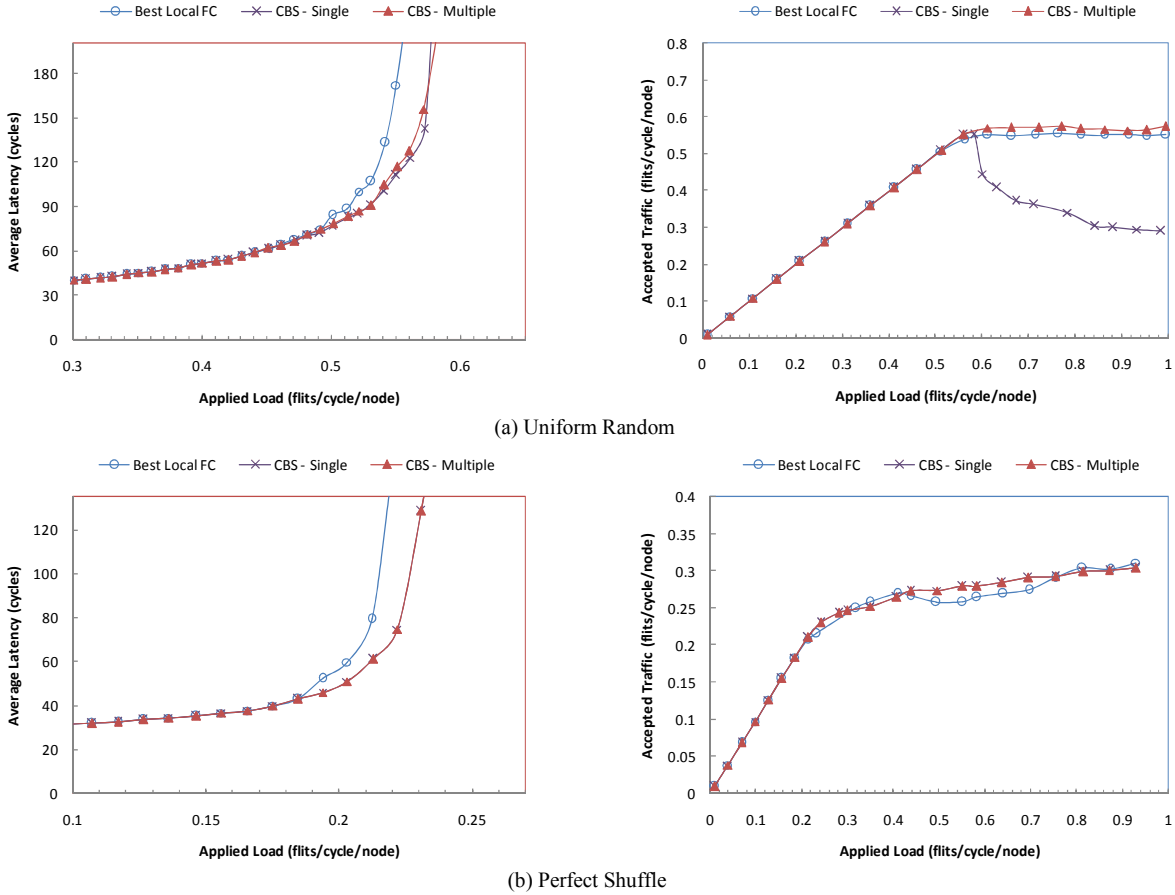 Best Local FC CBS - Single CBS - Multiple
Average Latency (cycles)
180
150
120
90
60
30
0
0.3 0.4 0.5 0.6
Applied Load (flits/cycle/node)
Best Local FC CBS - Single CBS - Multiple
Accepted Traffic (flits/cycle/node)
0.8
0.7
0.6
0.5
0.4
0.3
0.2
0.1
0
0 0.1 0.2 0.3 0.4 0.5 0.6 0.7 0.8 0.9 1
Applied Load (flits/cycle/node)
(a) Uniform Random
Best Local FC CBS - Single CBS - Multiple
Average Latency (cycles)
120
100
80
60
40
20
0
0.1 0.15 0.2 0.25
Applied Load (flits/cycle/node)
Best Local FC CBS - Single CBS - Multiple
Accepted Traffic (flits/cycle/node)
0.4
0.35
0.3
0.25
0.2
0.15
0.1
0.05
0
0 0.1 0.2 0.3 0.4 0.5 0.6 0.7 0.8 0.9 1
Applied Load (flits/cycle/node)
(b) Perfect Shuffle